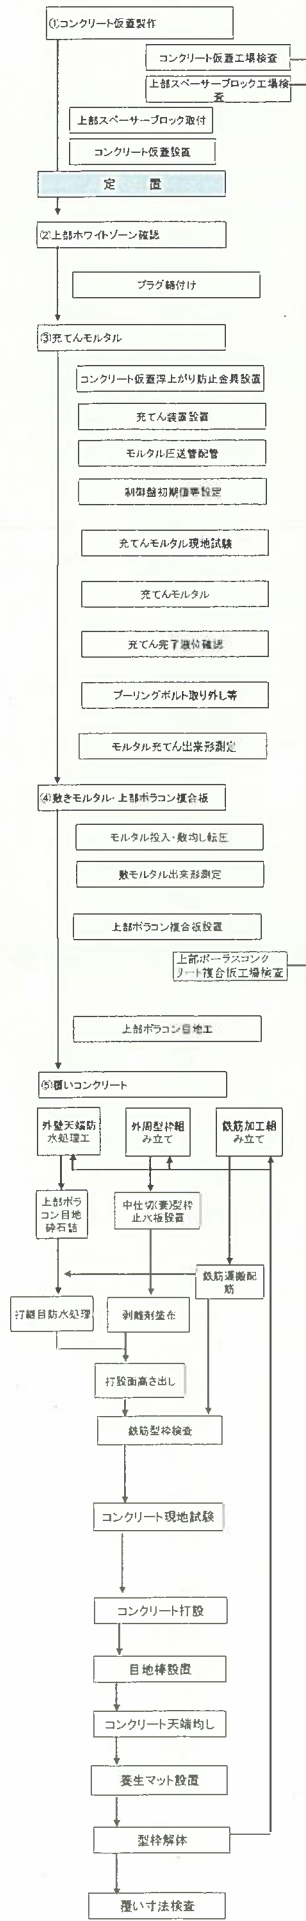 ①コンクリート仮蓋製作
コンクリート仮蓋工場検査
上部スペーサーブロック工場検
査
上部スペーサーブロック取付
コンクリート仮蓋設置
定　置
②上部ホワイトゾーン確認
プラグ締付け
③充てんモルタル
コンクリート仮蓋浮上がり防止金具設置
充てん装置設置
モルタル圧送管配管
制御盤初期値等設定
充てんモルタル現地試験
充てんモルタル
充てん完了液位確認
プーリングボルト取り外し等
モルタル充てん出来形測定
④敷きモルタル・上部ポラコン複合板
モルタル投入・敷均し転圧
敷モルタル出来形測定
上部ポラコン複合板設置
上部ポーラスコンク
リート複合板工場検査
上部ポラコン目地工
⑤覆いコンクリート
外壁天端防
水処理工
外周型枠組
み立て
鉄筋加工組
み立て
上部ポラ
コン目地
砕石詰
中仕切(妻)型枠
止水板設置
鉄筋運搬配
筋
打継目防水処理
剥離剤塗布
打設面高さ出し
鉄筋型枠検査
コンクリート現地試験
コンクリート打設
目地棒設置
コンクリート天端均し
養生マット設置
型枠解体
覆い寸法検査